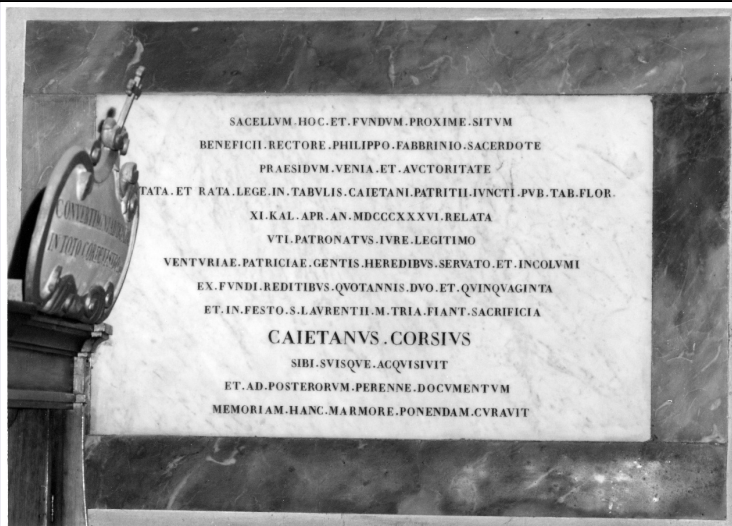 SACELLVM.HOC.ET.FVNDVM.PROXIME.SITVM
BENEFICII.RECTORE.PHILIPPO.FABBRINIO.SACERDOTE
PRAESIDVM.VENIA.ET.AVCTORITATE
TATA.ET RATA.LEGE.IN.TABVLIS.CAIETANI.PATRITII.IVNCTI.PVB.TAB.FLOR.
XI.KAL.APR.AN.MDCCCXXXVI.RELATA
VTI.PATRONATVS.IVRE.LEGITIMO
VENTVRIAE.PATRICIAE.GENTIS.HEREDIBVS.SERVATO.ET.INCOLVMI
EX.FVNDI.REDITIBVS.QVOTANNIS.DVO.ET.QVINQVAGINTA
ET.IN.FESTO.S.LAVRENTII.M.TRIA.FIANT.SACRIFICIA
CAIETANVS.CORSIVS
SIBI.SVISQVE.ACQVISIVIT
ET.AD.POSTERORVM.PERENNE.DOCVMENTVM
MEMORIAM.HANC.MARMORE.PONENDAM.CVRAVIT
IN TOTO CORDE